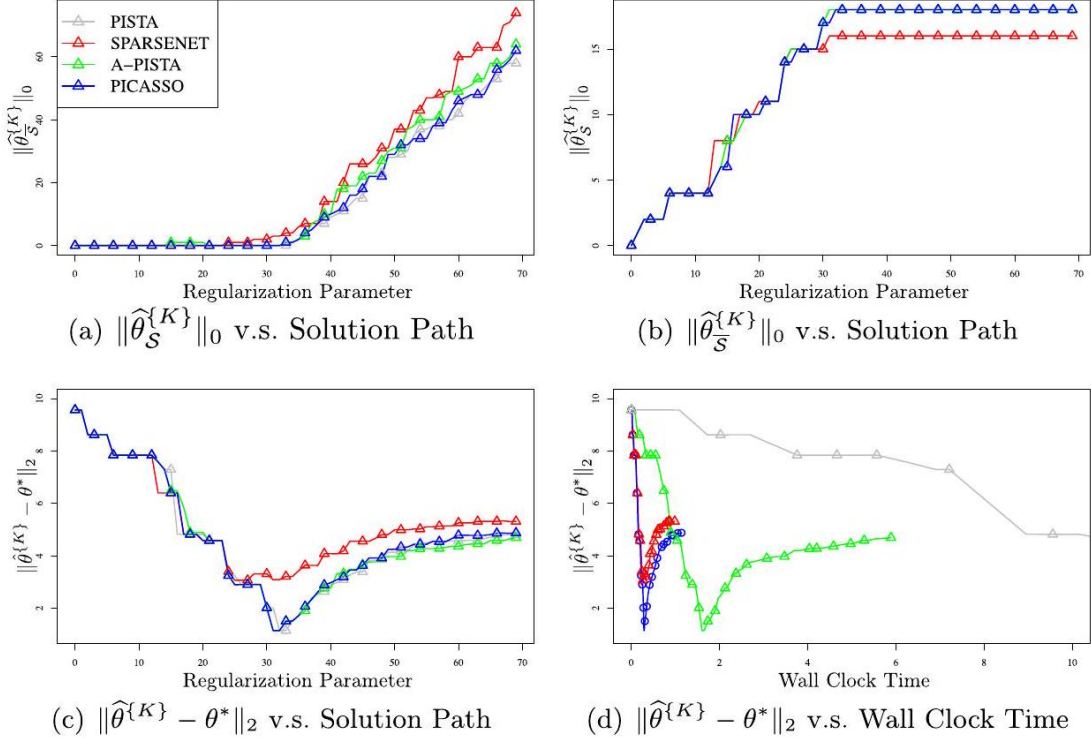 PISTA
SPARSENET
A−PISTA
PICASSO
‖θ̂_S̅^{K}‖₀
0 20 40 60
0 10 20 30 40 50 60 70
Regularization Parameter
(a) ‖θ̂_S^{K}‖₀ v.s. Solution Path
‖θ̂_S^{K}‖₀
0 5 10 15
0 10 20 30 40 50 60 70
Regularization Parameter
(b) ‖θ̂_S̅^{K}‖₀ v.s. Solution Path
‖θ̂^{K} − θ*‖₂
2 4 6 8 10
0 10 20 30 40 50 60 70
Regularization Parameter
(c) ‖θ̂^{K} − θ*‖₂ v.s. Solution Path
‖θ̂^{K} − θ*‖₂
2 4 6 8 10
0 2 4 6 8 10
Wall Clock Time
(d) ‖θ̂^{K} − θ*‖₂ v.s. Wall Clock Time